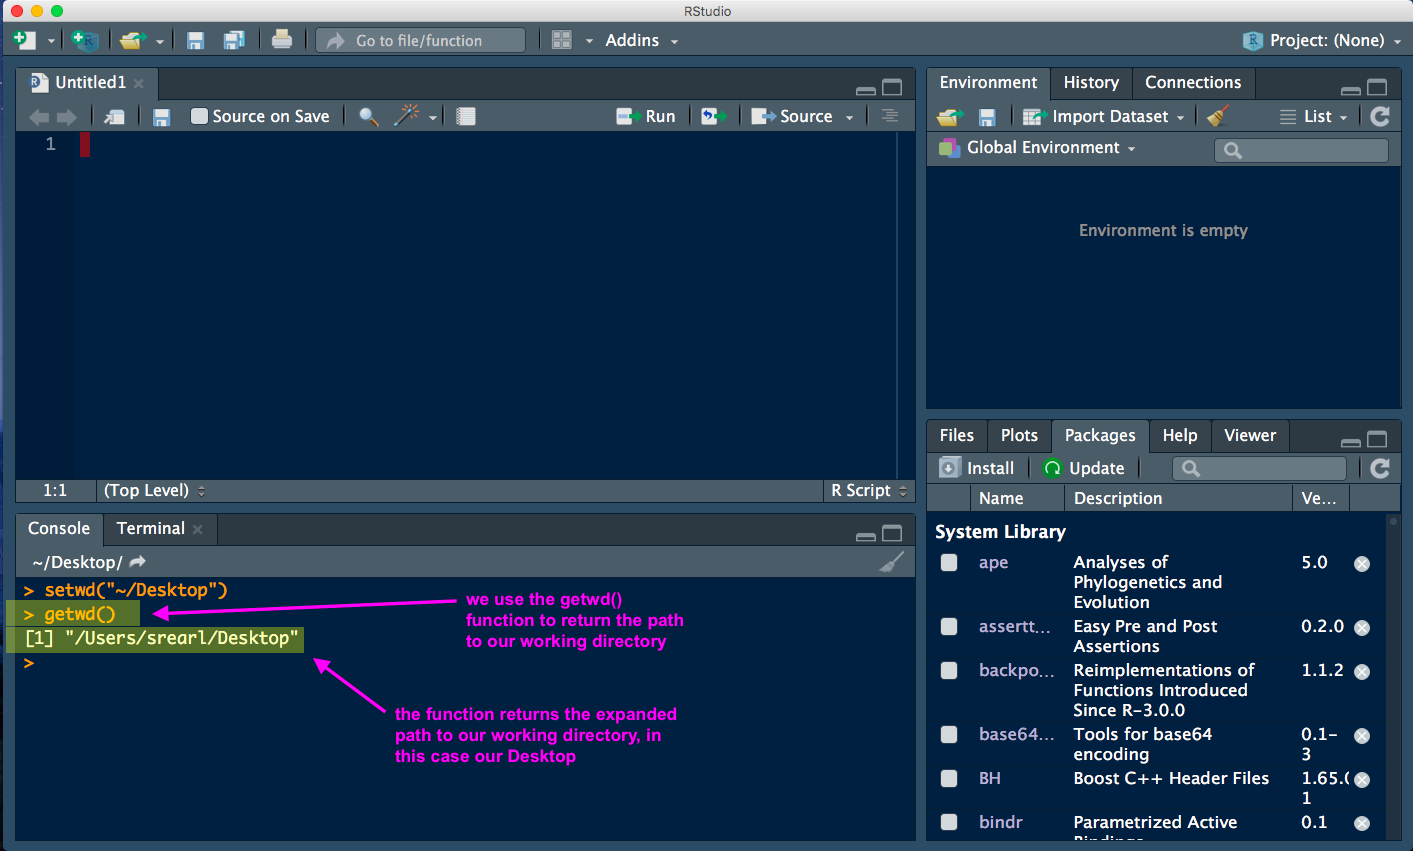 RStudio
Go to file/function
Addins
Project: (None)
Untitled1
Source on Save
Run
Source
1
1:1
(Top Level)
R Script
Console
Terminal
~/Desktop/
> setwd("~/Desktop")
> getwd()
[1] "/Users/srearl/Desktop"
>
we use the getwd()
function to return the path
to our working directory
the function returns the expanded
path to our working directory, in
this case our Desktop
Environment
History
Connections
Import Dataset
List
Global Environment
Environment is empty
Files
Plots
Packages
Help
Viewer
Install
Update
Name Description Ve...
System Library
ape Analyses of 5.0
Phylogenetics and
Evolution
assertt... Easy Pre and Post 0.2.0
Assertions
backpo... Reimplementations of 1.1.2
Functions Introduced
Since R-3.0.0
base64... Tools for base64 0.1-
encoding 3
BH Boost C++ Header Files 1.65.0
1
bindr Parametrized Active 0.1